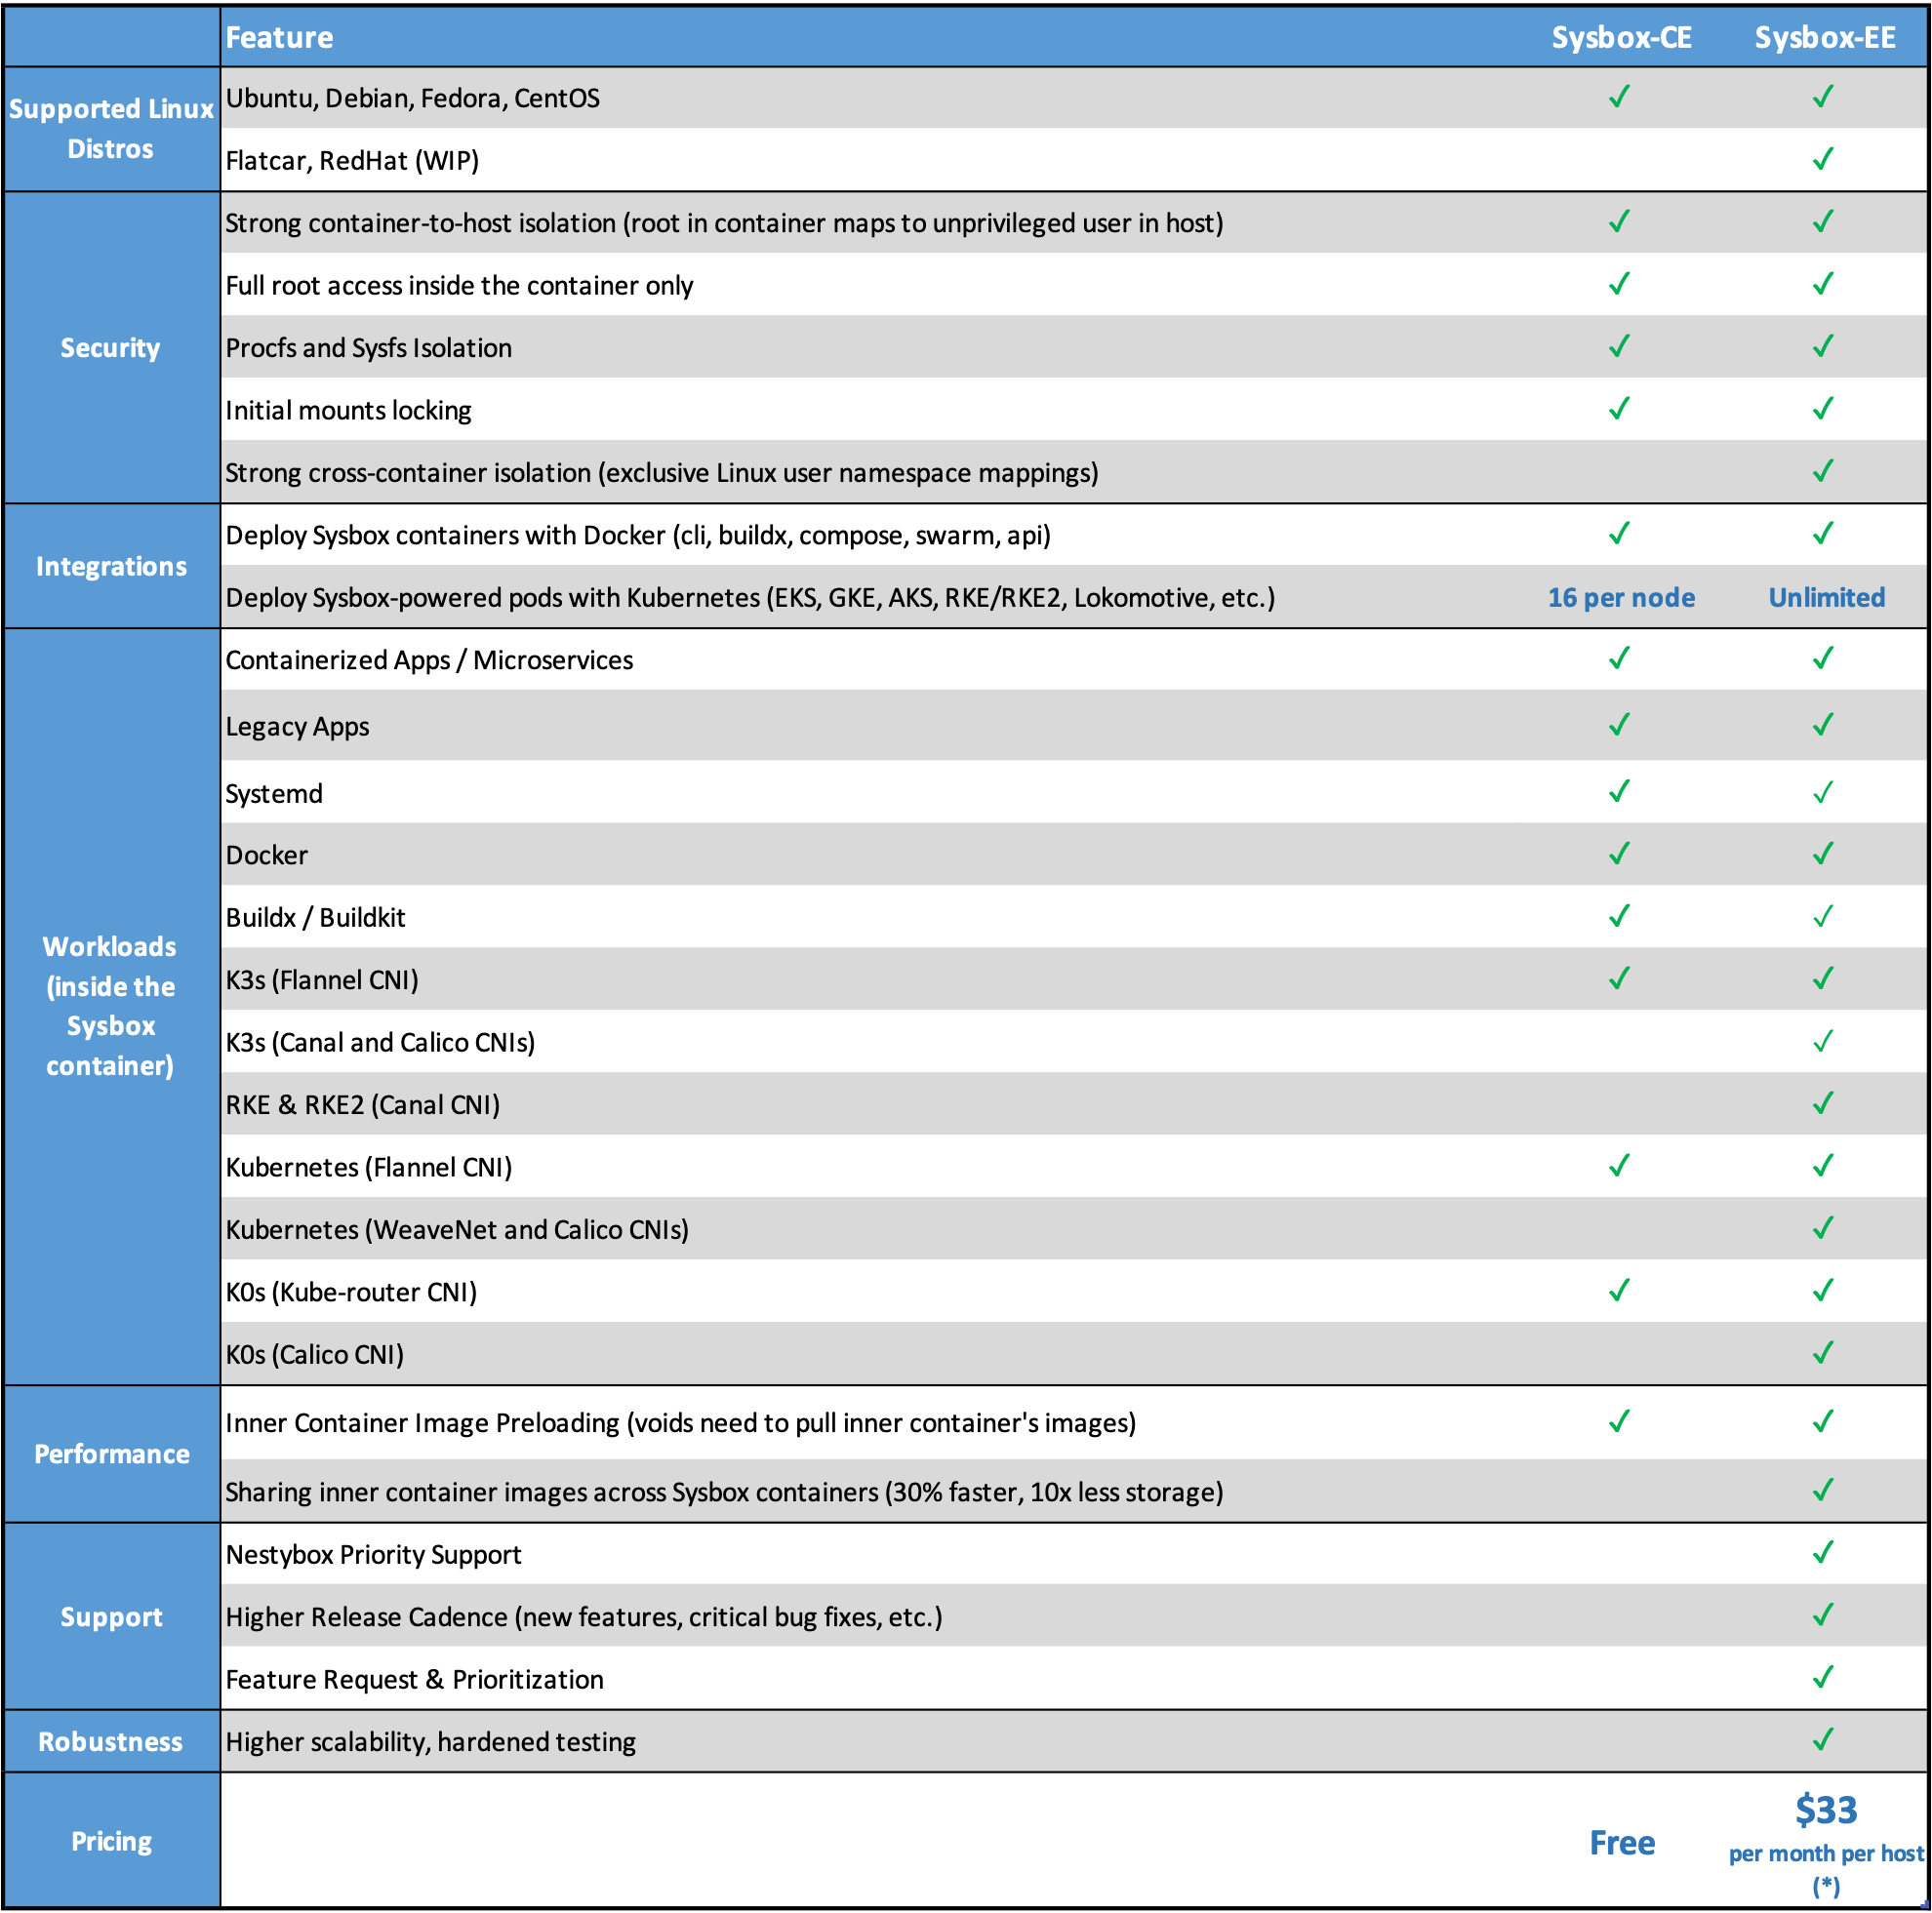 Feature Sysbox-CE Sysbox-EE
Supported Linux
Distros
Ubuntu, Debian, Fedora, CentOS ✓ ✓
Flatcar, RedHat (WIP) ✓
Security
Strong container-to-host isolation (root in container maps to unprivileged user in host) ✓ ✓
Full root access inside the container only ✓ ✓
Procfs and Sysfs Isolation ✓ ✓
Initial mounts locking ✓ ✓
Strong cross-container isolation (exclusive Linux user namespace mappings) ✓
Integrations
Deploy Sysbox containers with Docker (cli, buildx, compose, swarm, api) ✓ ✓
Deploy Sysbox-powered pods with Kubernetes (EKS, GKE, AKS, RKE/RKE2, Lokomotive, etc.) 16 per node Unlimited
Workloads
(inside the
Sysbox
container)
Containerized Apps / Microservices ✓ ✓
Legacy Apps ✓ ✓
Systemd ✓ ✓
Docker ✓ ✓
Buildx / Buildkit ✓ ✓
K3s (Flannel CNI) ✓ ✓
K3s (Canal and Calico CNIs) ✓
RKE & RKE2 (Canal CNI) ✓
Kubernetes (Flannel CNI) ✓ ✓
Kubernetes (WeaveNet and Calico CNIs) ✓
K0s (Kube-router CNI) ✓ ✓
K0s (Calico CNI) ✓
Performance
Inner Container Image Preloading (voids need to pull inner container's images) ✓ ✓
Sharing inner container images across Sysbox containers (30% faster, 10x less storage) ✓
Support
Nestybox Priority Support ✓
Higher Release Cadence (new features, critical bug fixes, etc.) ✓
Feature Request & Prioritization ✓
Robustness
Higher scalability, hardened testing ✓
Pricing
Free
$33
per month per host
(*)